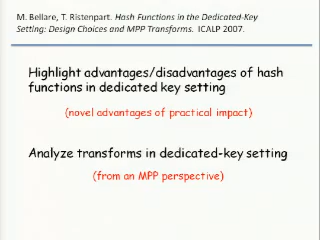 M. Bellare, T. Ristenpart. Hash Functions in the Dedicated-Key
Setting: Design Choices and MPP Transforms. ICALP 2007.
Highlight advantages/disadvantages of hash
functions in dedicated key setting
(novel advantages of practical impact)
Analyze transforms in dedicated-key setting
(from an MPP perspective)